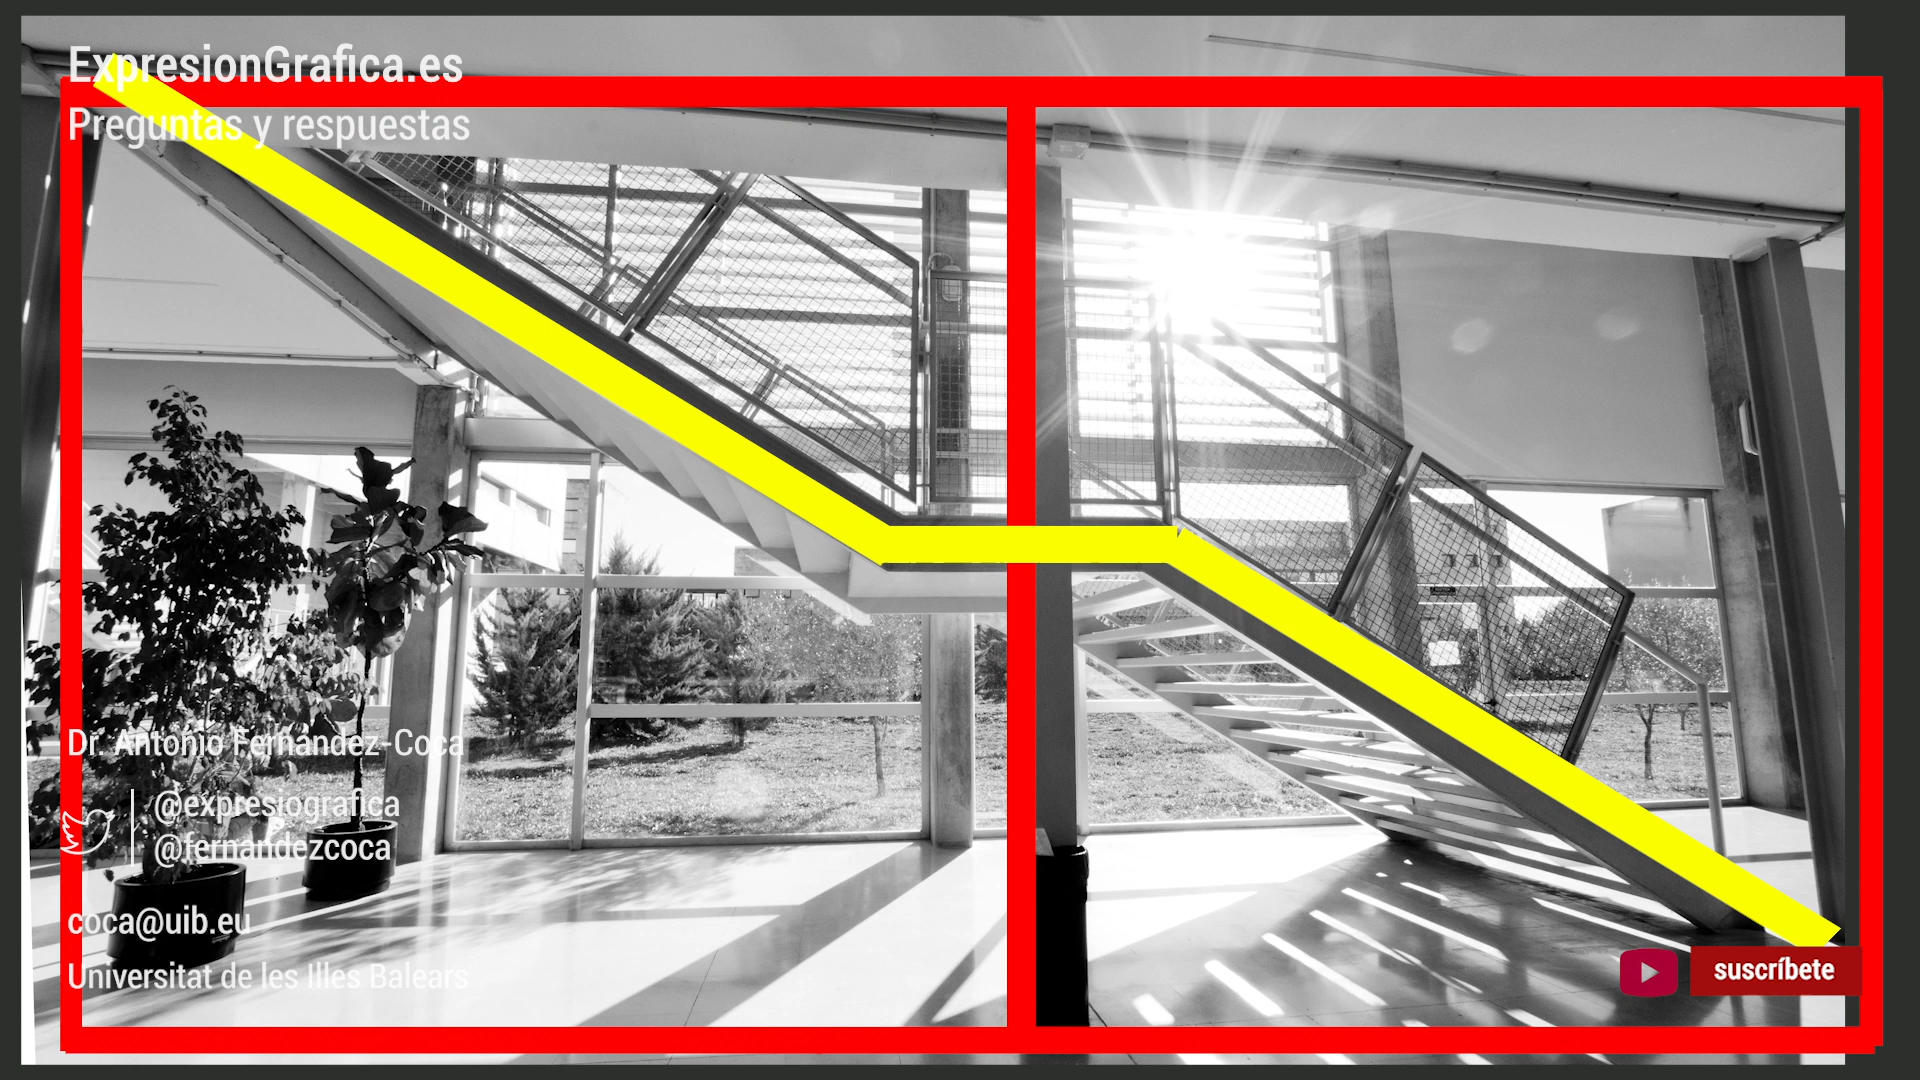 ExpresionGrafica.es
Preguntas y respuestas
Dr. Antonio Fernández-Coca
@expresiografica
@fernandezcoca
coca@uib.eu
Universitat de les Illes Balears
suscríbete